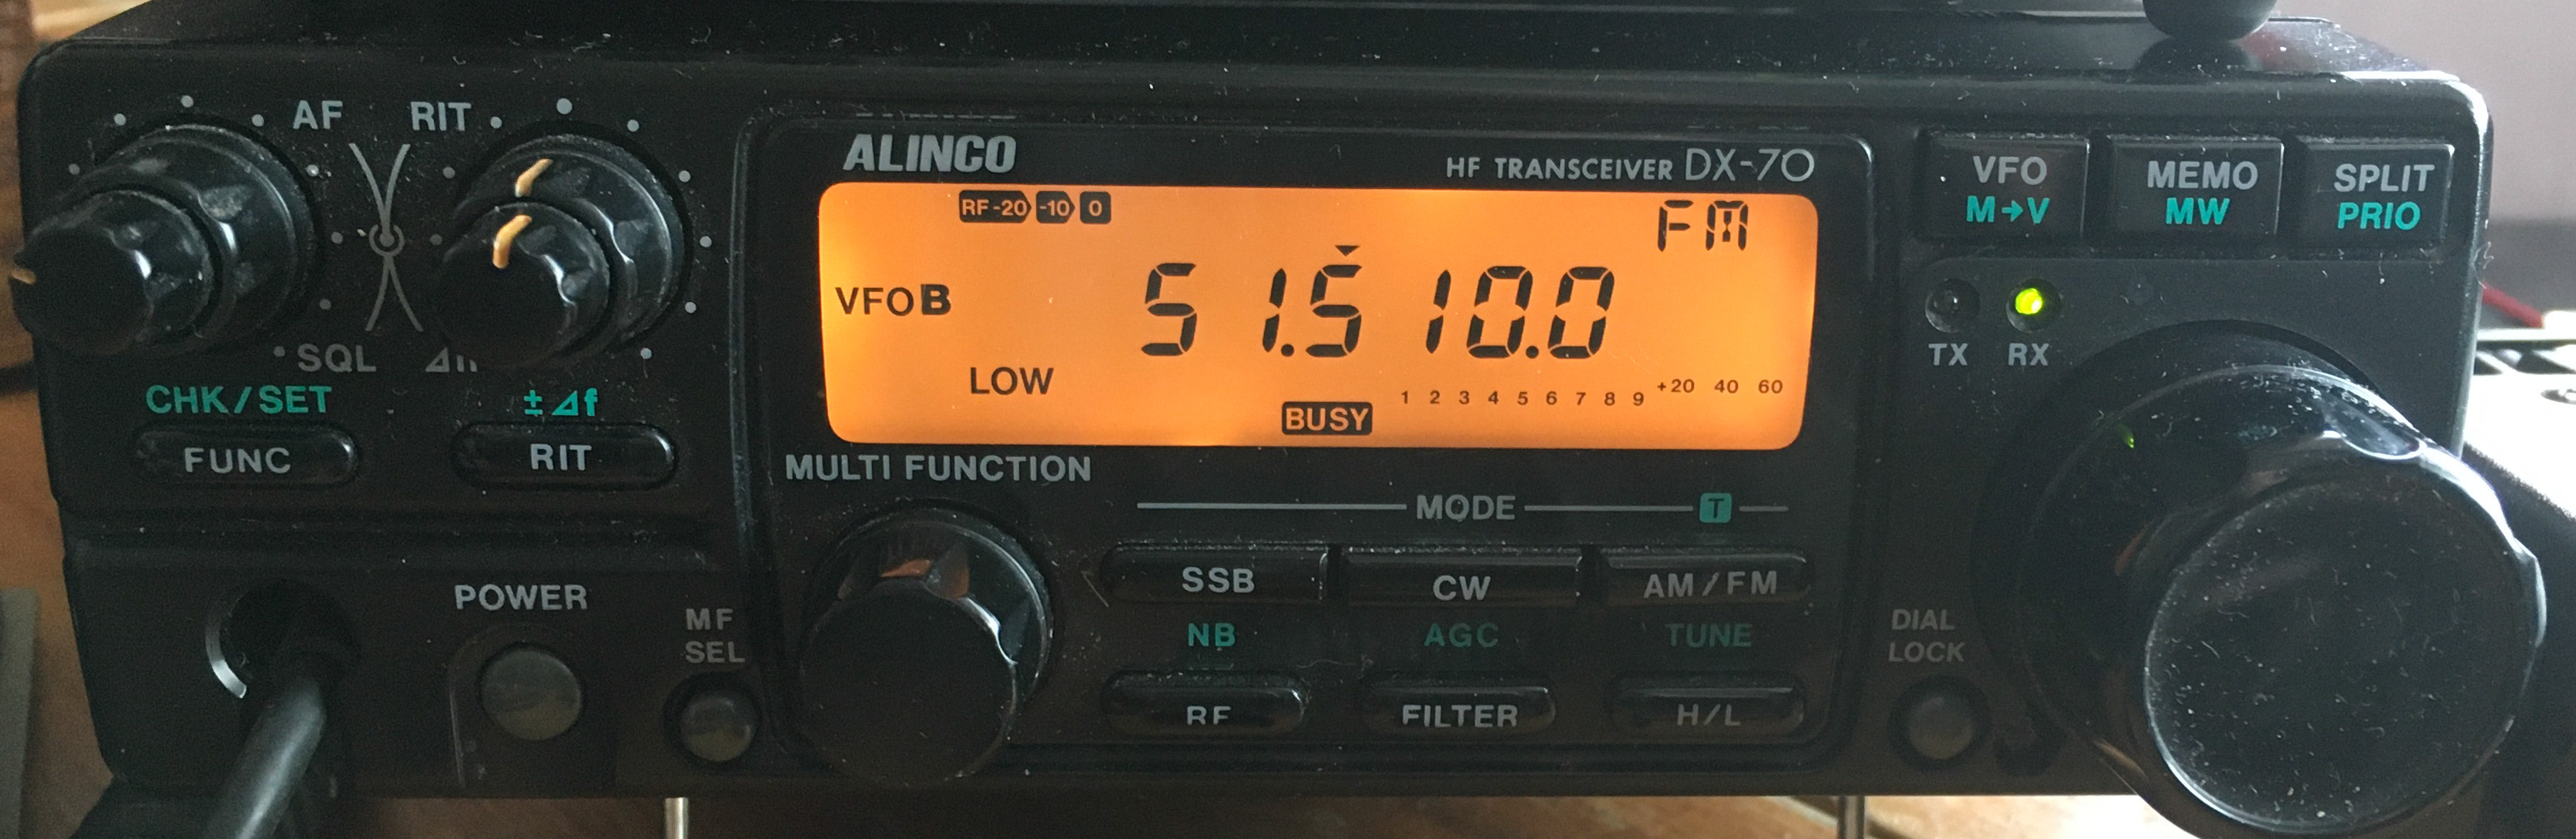 AF RIT
SQL
CHK/SET
FUNC
±⊿f
RIT
POWER
MF
SEL
ALINCO
HF TRANSCEIVER DX-70
RF -20 -10 0
FM
VFO B
51.510.0
LOW
BUSY
1 2 3 4 5 6 7 8 9 +20 40 60
MULTI FUNCTION
MODE T
SSB CW AM/FM
NB AGC TUNE
RF FILTER H/L
VFO
M→V
MEMO
MW
SPLIT
PRIO
TX RX
DIAL
LOCK